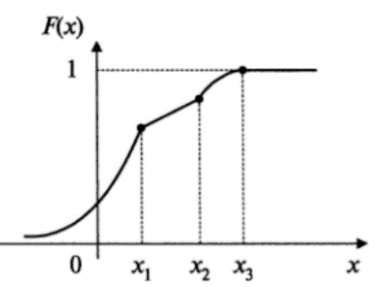 F(x)
1
0 x₁ x₂ x₃ x